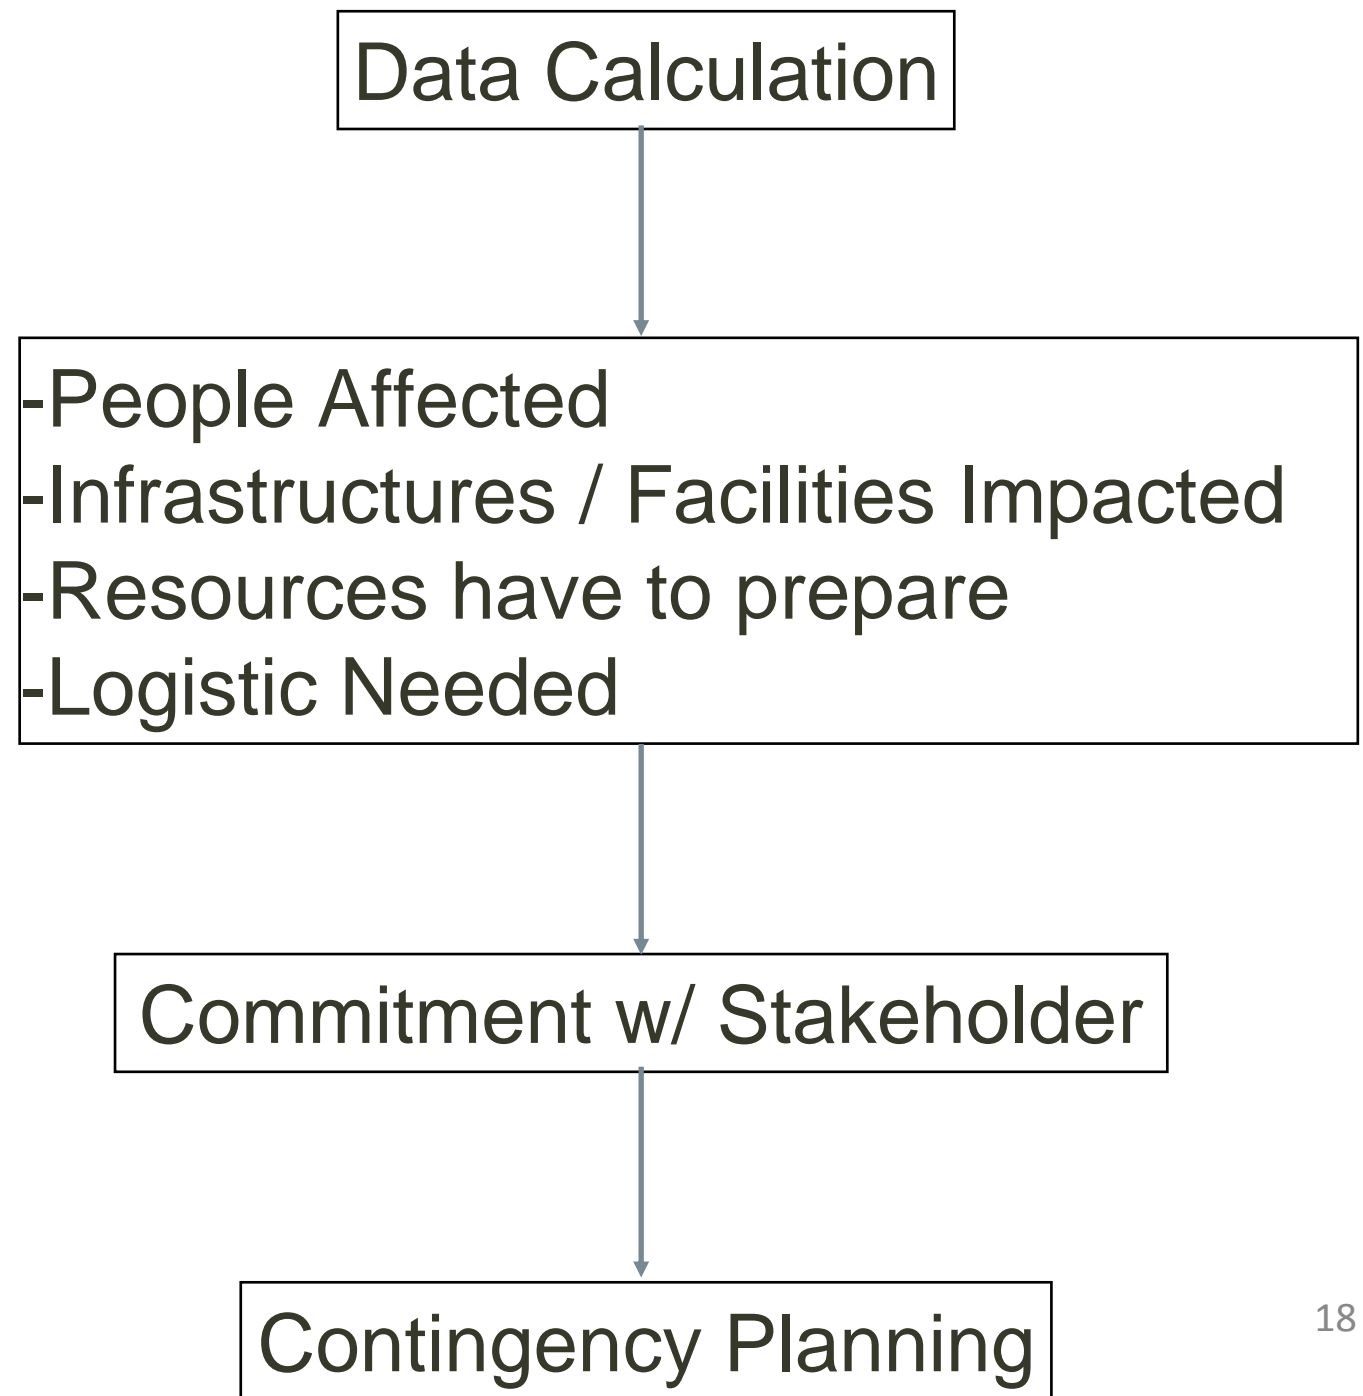 Data Calculation
-People Affected
-Infrastructures / Facilities Impacted
-Resources have to prepare
-Logistic Needed
Commitment w/ Stakeholder
Contingency Planning
18